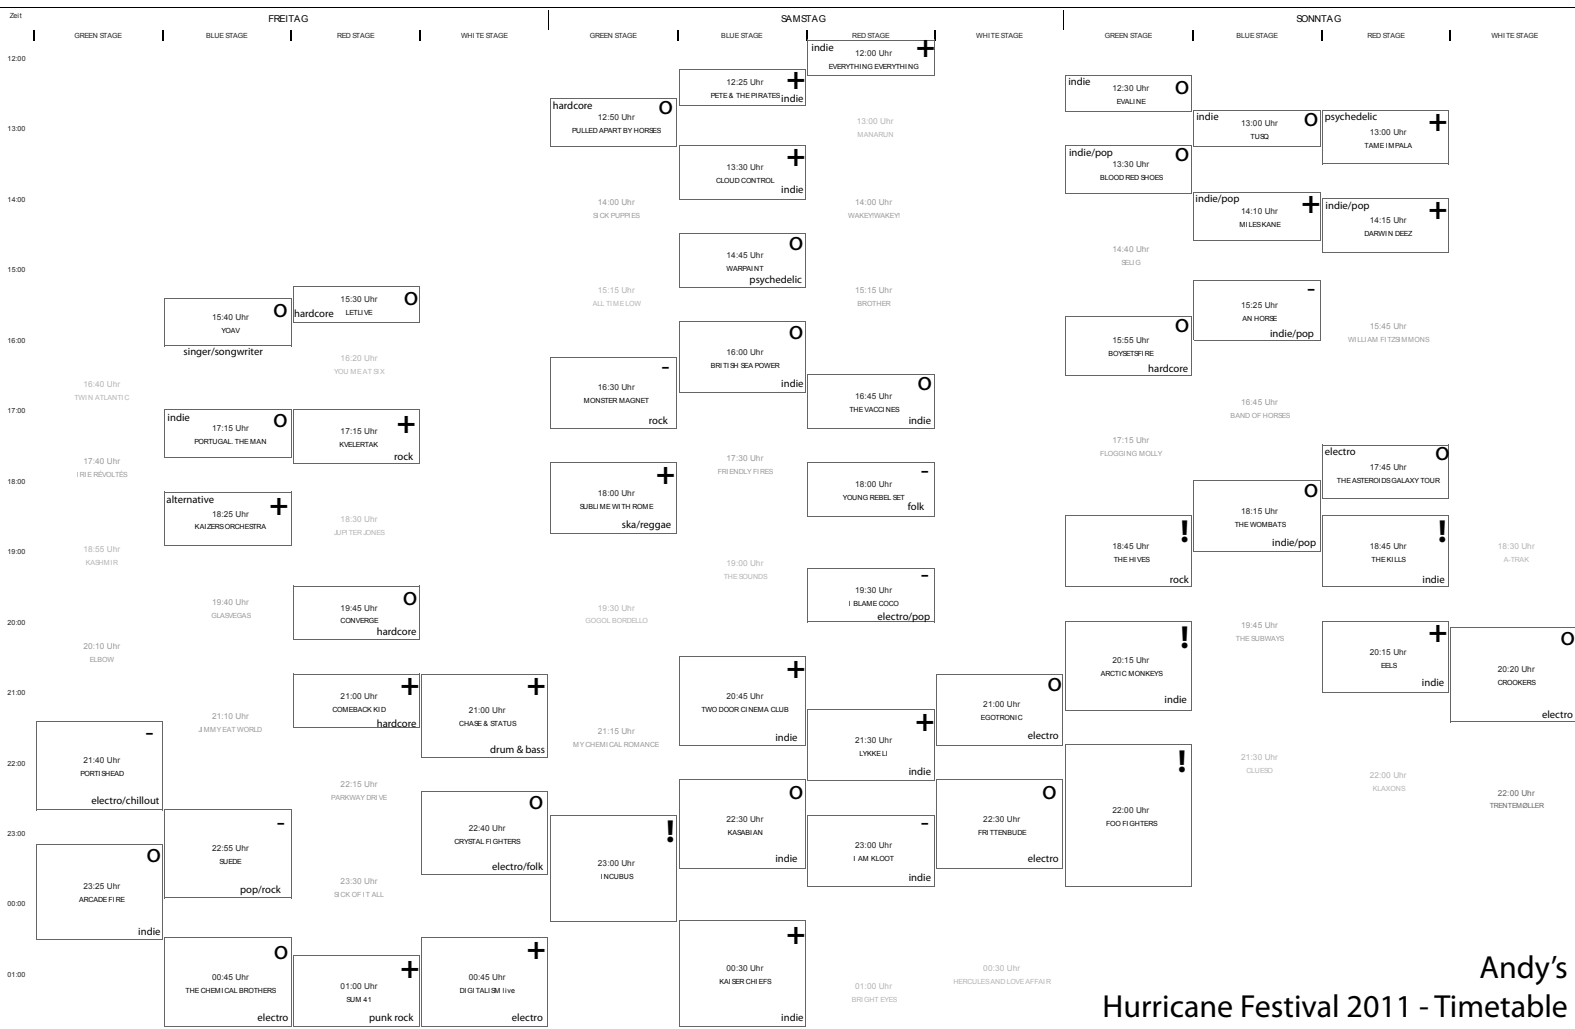 Zeit
FREITAG
SAMSTAG
SONNTAG
GREEN STAGE
BLUE STAGE
RED STAGE
WHITE STAGE
GREEN STAGE
BLUE STAGE
RED STAGE
WHITE STAGE
GREEN STAGE
BLUE STAGE
RED STAGE
WHITE STAGE
12:00
13:00
14:00
15:00
16:00
17:00
18:00
19:00
20:00
21:00
22:00
23:00
00:00
01:00
16:40 Uhr
TWIN ATLANTIC
17:40 Uhr
IRIE RÉVOLTÉS
18:55 Uhr
KASHMIR
20:10 Uhr
ELBOW
-
21:40 Uhr
PORTISHEAD
electro/chillout
O
23:25 Uhr
ARCADE FIRE
indie
O
15:40 Uhr
YOAV
singer/songwriter
indie
O
17:15 Uhr
PORTUGAL. THE MAN
alternative
+
18:25 Uhr
KAIZERS ORCHESTRA
19:40 Uhr
GLASVEGAS
21:10 Uhr
JIMMY EAT WORLD
-
22:55 Uhr
SUEDE
pop/rock
O
00:45 Uhr
THE CHEMICAL BROTHERS
electro
O
15:30 Uhr
hardcore
LETLIVE
16:20 Uhr
YOU ME AT SIX
+
17:15 Uhr
KVELERTAK
rock
18:30 Uhr
JUPITER JONES
O
19:45 Uhr
CONVERGE
hardcore
+
21:00 Uhr
COMEBACK KID
hardcore
22:15 Uhr
PARKWAY DRIVE
23:30 Uhr
SICK OF IT ALL
+
01:00 Uhr
SUM 41
punk rock
+
21:00 Uhr
CHASE & STATUS
drum & bass
O
22:40 Uhr
CRYSTAL FIGHTERS
electro/folk
+
00:45 Uhr
DIGITALISM live
electro
hardcore
O
12:50 Uhr
PULLED APART BY HORSES
14:00 Uhr
SICK PUPPIES
15:15 Uhr
ALL TIME LOW
-
16:30 Uhr
MONSTER MAGNET
rock
+
18:00 Uhr
SUBLIME WITH ROME
ska/reggae
19:30 Uhr
GOGOL BORDELLO
21:15 Uhr
MY CHEMICAL ROMANCE
!
23:00 Uhr
INCUBUS
+
12:25 Uhr
PETE & THE PIRATES
indie
+
13:30 Uhr
CLOUD CONTROL
indie
O
14:45 Uhr
WARPAINT
psychedelic
O
16:00 Uhr
BRITISH SEA POWER
indie
17:30 Uhr
FRIENDLY FIRES
19:00 Uhr
THE SOUNDS
+
20:45 Uhr
TWO DOOR CINEMA CLUB
indie
O
22:30 Uhr
KASABIAN
indie
+
00:30 Uhr
KAISER CHIEFS
indie
indie
+
12:00 Uhr
EVERYTHING EVERYTHING
13:00 Uhr
MANARUN
14:00 Uhr
WAKEY!WAKEY!
15:15 Uhr
BROTHER
O
16:45 Uhr
THE VACCINES
indie
-
18:00 Uhr
YOUNG REBEL SET
folk
-
19:30 Uhr
I BLAME COCO
electro/pop
+
21:30 Uhr
LYKKE LI
indie
-
23:00 Uhr
I AM KLOOT
indie
01:00 Uhr
BRIGHT EYES
O
21:00 Uhr
EGOTRONIC
electro
O
22:30 Uhr
FRITTENBUDE
electro
00:30 Uhr
HERCULES AND LOVE AFFAIR
indie
O
12:30 Uhr
EVALINE
indie/pop
O
13:30 Uhr
BLOOD RED SHOES
14:40 Uhr
SELIG
O
15:55 Uhr
BOYSETSFIRE
hardcore
17:15 Uhr
FLOGGING MOLLY
!
18:45 Uhr
THE HIVES
rock
!
20:15 Uhr
ARCTIC MONKEYS
indie
!
22:00 Uhr
FOO FIGHTERS
indie
O
13:00 Uhr
TUSQ
indie/pop
+
14:10 Uhr
MILES KANE
-
15:25 Uhr
AN HORSE
indie/pop
16:45 Uhr
BAND OF HORSES
O
18:15 Uhr
THE WOMBATS
indie/pop
19:45 Uhr
THE SUBWAYS
21:30 Uhr
CLUESO
psychedelic
+
13:00 Uhr
TAME IMPALA
indie/pop
+
14:15 Uhr
DARWIN DEEZ
15:45 Uhr
WILLIAM FITZSIMMONS
electro
O
17:45 Uhr
THE ASTEROIDS GALAXY TOUR
!
18:45 Uhr
THE KILLS
indie
+
20:15 Uhr
EELS
indie
22:00 Uhr
KLAXONS
18:30 Uhr
A-TRAK
O
20:20 Uhr
CROOKERS
electro
22:00 Uhr
TRENTEMØLLER
Andy's
Hurricane Festival 2011 - Timetable